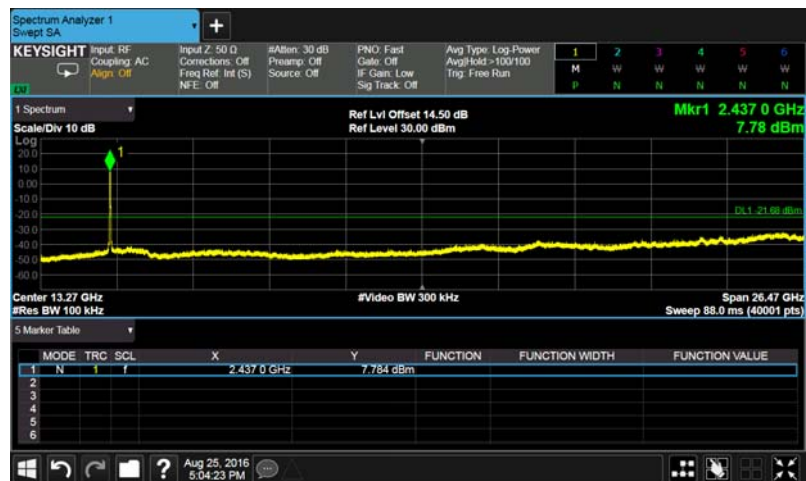 Spectrum Analyzer 1
Swept SA
+
KEYSIGHT
Input: RF
Coupling: AC
Align: Off
Input Z: 50 Ω
Corrections: Off
Freq Ref: Int (S)
NFE: Off
#Atten: 30 dB
Preamp: Off
Source: Off
PNO: Fast
Gate: Off
IF Gain: Low
Sig Track: Off
Avg Type: Log-Power
Avg|Hold:>100/100
Trig: Free Run
1 2 3 4 5 6
M W W W W W
P N N N N N
1 Spectrum
Scale/Div 10 dB
Ref Lvl Offset 14.50 dB
Ref Level 30.00 dBm
Mkr1 2.437 0 GHz
7.78 dBm
Log
20.0
10.0
0.00
-10.0
-20.0
-30.0
-40.0
-50.0
-60.0
1
DL1 -21.68 dBm
Center 13.27 GHz
#Res BW 100 kHz
#Video BW 300 kHz
Span 26.47 GHz
Sweep 88.0 ms (40001 pts)
5 Marker Table
MODE TRC SCL X Y FUNCTION FUNCTION WIDTH FUNCTION VALUE
1 N 1 f 2.437 0 GHz 7.784 dBm
2
3
4
5
6
?
Aug 25, 2016
5:04:23 PM